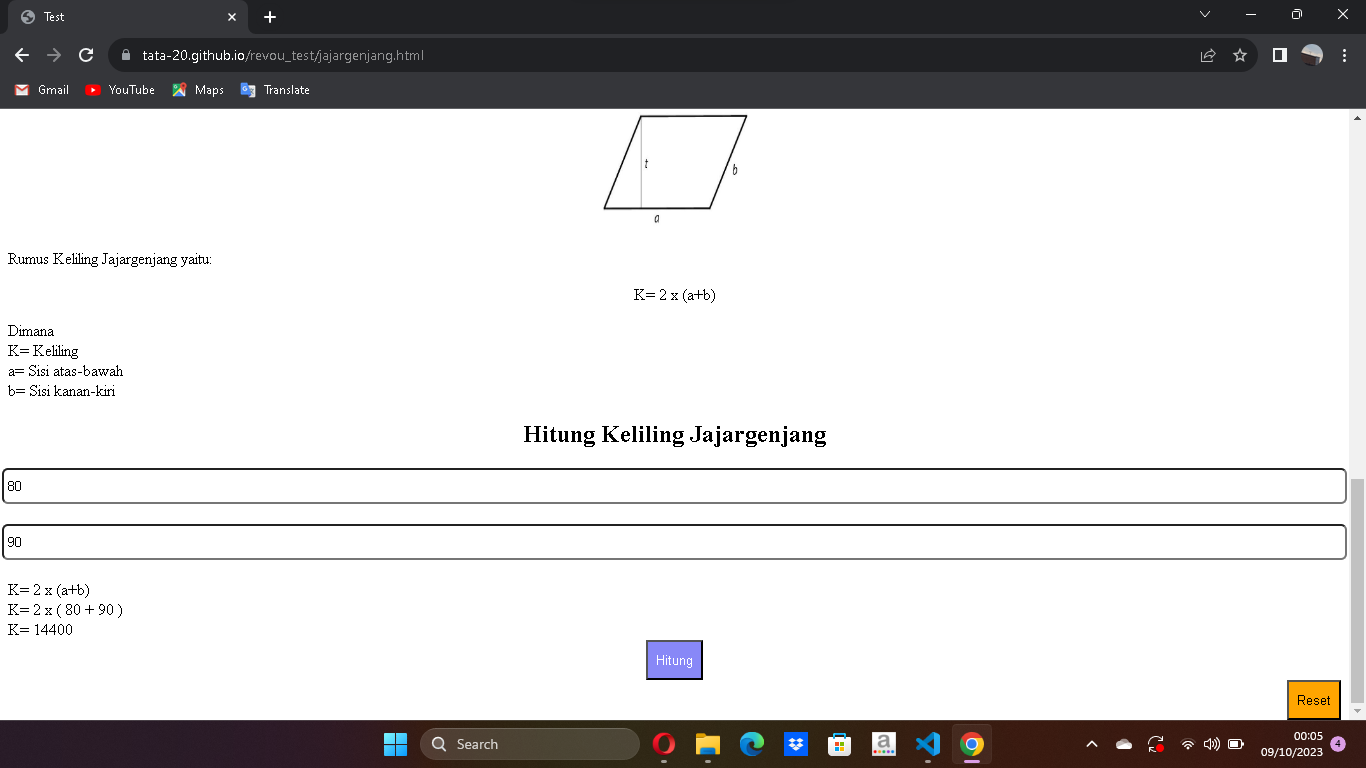 Test
tata-20.github.io/revou_test/jajargenjang.html
Gmail YouTube Maps Translate
t
b
a
Rumus Keliling Jajargenjang yaitu:
K= 2 x (a+b)
Dimana
K= Keliling
a= Sisi atas-bawah
b= Sisi kanan-kiri
Hitung Keliling Jajargenjang
80
90
K= 2 x (a+b)
K= 2 x ( 80 + 90 )
K= 14400
Hitung
Reset
Search
a
00:05
09/10/2023
4